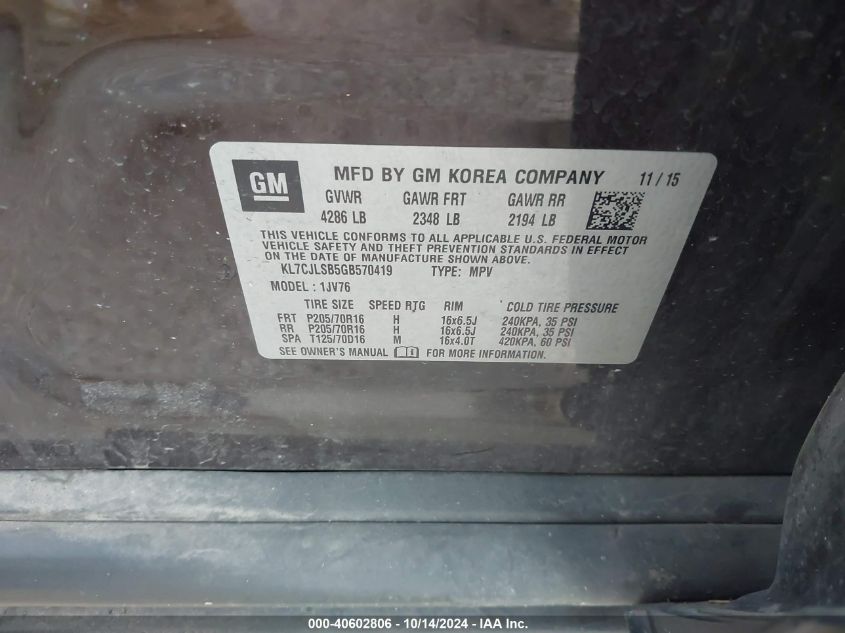 GM MFD BY GM KOREA COMPANY 11 / 15
GVWR GAWR FRT GAWR RR
4286 LB 2348 LB 2194 LB
THIS VEHICLE CONFORMS TO ALL APPLICABLE U.S. FEDERAL MOTOR
VEHICLE SAFETY AND THEFT PREVENTION STANDARDS IN EFFECT
ON THE DATE OF MANUFACTURE SHOWN ABOVE.
KL7CJLSB5GB570419 TYPE: MPV
MODEL : 1JV76
TIRE SIZE SPEED RTG RIM COLD TIRE PRESSURE
FRT P205/70R16 H 16x6.5J 240KPA, 35 PSI
RR P205/70R16 H 16x6.5J 240KPA, 35 PSI
SPA T125/70D16 M 16x4.0T 420KPA, 60 PSI
SEE OWNER'S MANUAL FOR MORE INFORMATION.
000-40602806 - 10/14/2024 - IAA Inc.